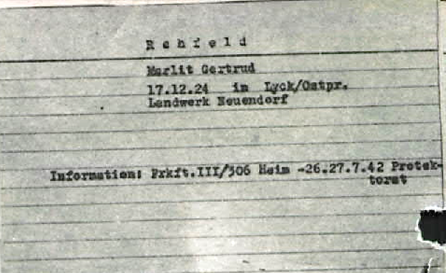 Rehfeld
Marlit Gertrud
17.12.24 in Lyck/Ostpr.
Landwerk Neuendorf
Information: Frkft.III/506 Heim -26.27.7.42 Protek-
torat